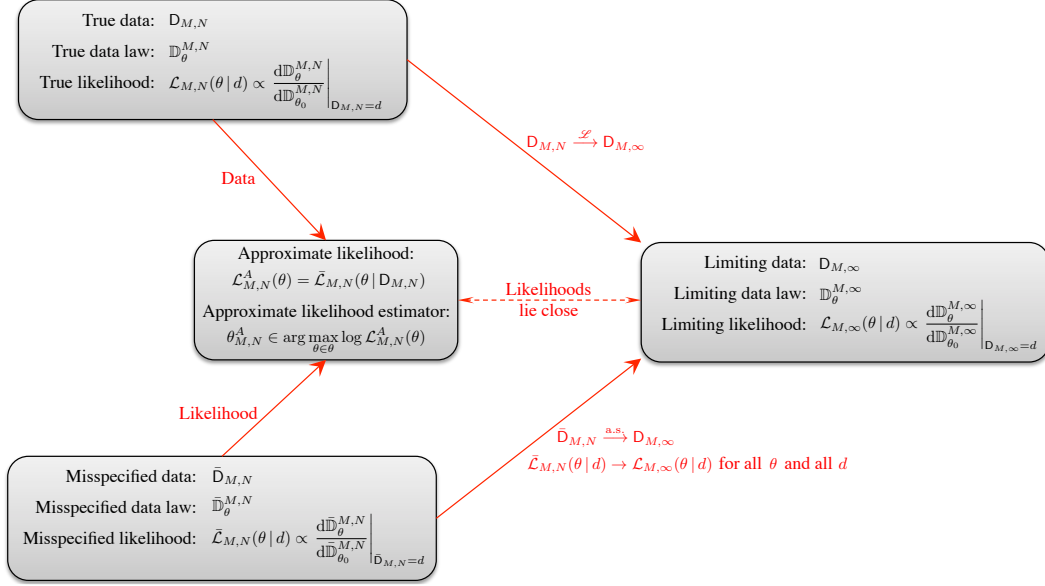 True data: D_{M,N}
True data law: 𝔻_θ^{M,N}
True likelihood: ℒ_{M,N}(θ | d) ∝ d𝔻_θ^{M,N} / d𝔻_{θ_0}^{M,N} |_{D_{M,N}=d}
D_{M,N} →^ℒ D_{M,∞}
Data
Approximate likelihood:
ℒ^A_{M,N}(θ) = ℒ̄_{M,N}(θ | D_{M,N})
Approximate likelihood estimator:
θ^A_{M,N} ∈ arg max_{θ∈θ} log ℒ^A_{M,N}(θ)
Likelihoods
lie close
Limiting data: D_{M,∞}
Limiting data law: 𝔻_θ^{M,∞}
Limiting likelihood: ℒ_{M,∞}(θ | d) ∝ d𝔻_θ^{M,∞} / d𝔻_{θ_0}^{M,∞} |_{D_{M,∞}=d}
Likelihood
D̄_{M,N} →^{a.s.} D_{M,∞}
ℒ̄_{M,N}(θ | d) → ℒ_{M,∞}(θ | d) for all θ and all d
Misspecified data: D̄_{M,N}
Misspecified data law: 𝔻̄_θ^{M,N}
Misspecified likelihood: ℒ̄_{M,N}(θ | d) ∝ d𝔻̄_θ^{M,N} / d𝔻̄_{θ_0}^{M,N} |_{D̄_{M,N}=d}